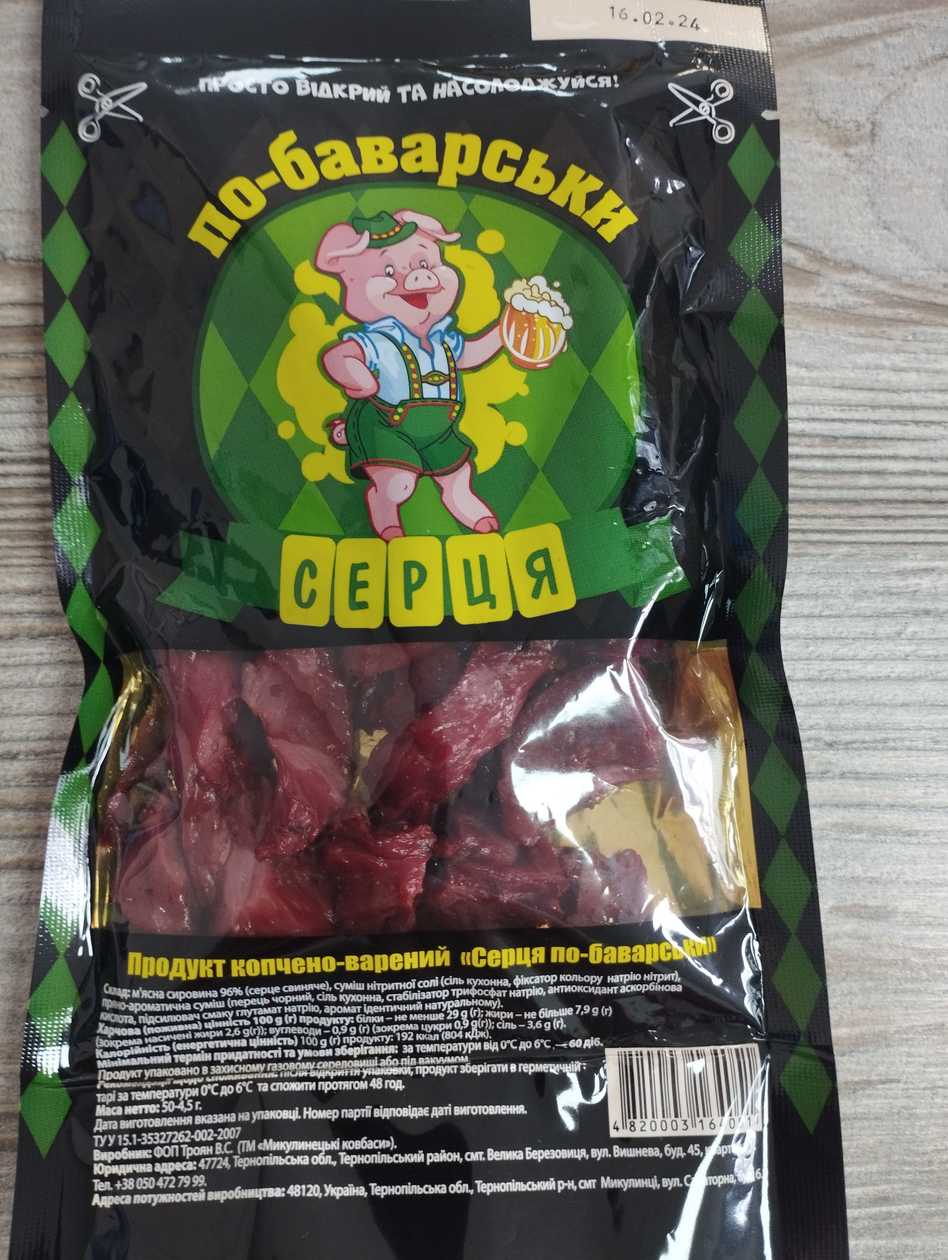 16.02.24
ПРОСТО ВІДКРИЙ ТА НАСОЛОДЖУЙСЯ!
по-баварськи
СЕРЦЯ
Продукт копчено-варений «Серця по-баварськи»
Склад: м'ясна сировина 96% (серце свиняче), суміш нітритної солі (сіль кухонна, фіксатор кольору натрію нітрит),
пряно-ароматична суміш (перець чорний, сіль кухонна, стабілізатор трифосфат натрію, антиоксидант аскорбінова
кислота, підсилювач смаку глутамат натрію, аромат ідентичний натуральному).
Харчова (поживна) цінність 100 g (г) продукту: білки – не менше 29 g (г); жири – не більше 7,9 g (г)
(зокрема насичені жири 2,6 g(г)); вуглеводи – 0,9 g (г) (зокрема цукри 0,9 g(г)); сіль – 3,6 g (г).
Калорійність (енергетична цінність) 100 g (г) продукту: 192 ккал (804 кДж).
Мінімальний термін придатності та умови зберігання: за температури від 0°С до 6°С — 60 діб.
Продукт упаковано в захисному газовому середовищі або під вакуумом.
після відкриття упаковки, продукт зберігати в герметичній
тарі за температури 0°С до 6°С та спожити протягом 48 год.
Маса нетто: 50-4,5 г.
Дата виготовлення вказана на упаковці. Номер партії відповідає даті виготовлення.
ТУ У 15.1-35327262-002-2007
Виробник: ФОП Троян В.С. (ТМ «Микулинецькі ковбаси»).
Юридична адреса: 47724, Тернопільська обл., Тернопільський район, смт. Велика Березовиця, вул. Вишнева, буд. 45,
Тел. +38 050 472 79 99.
Адреса потужностей виробництва: 48120, Україна, Тернопільська обл., Тернопільський р-н, смт Микулинці, вул.
4 820003